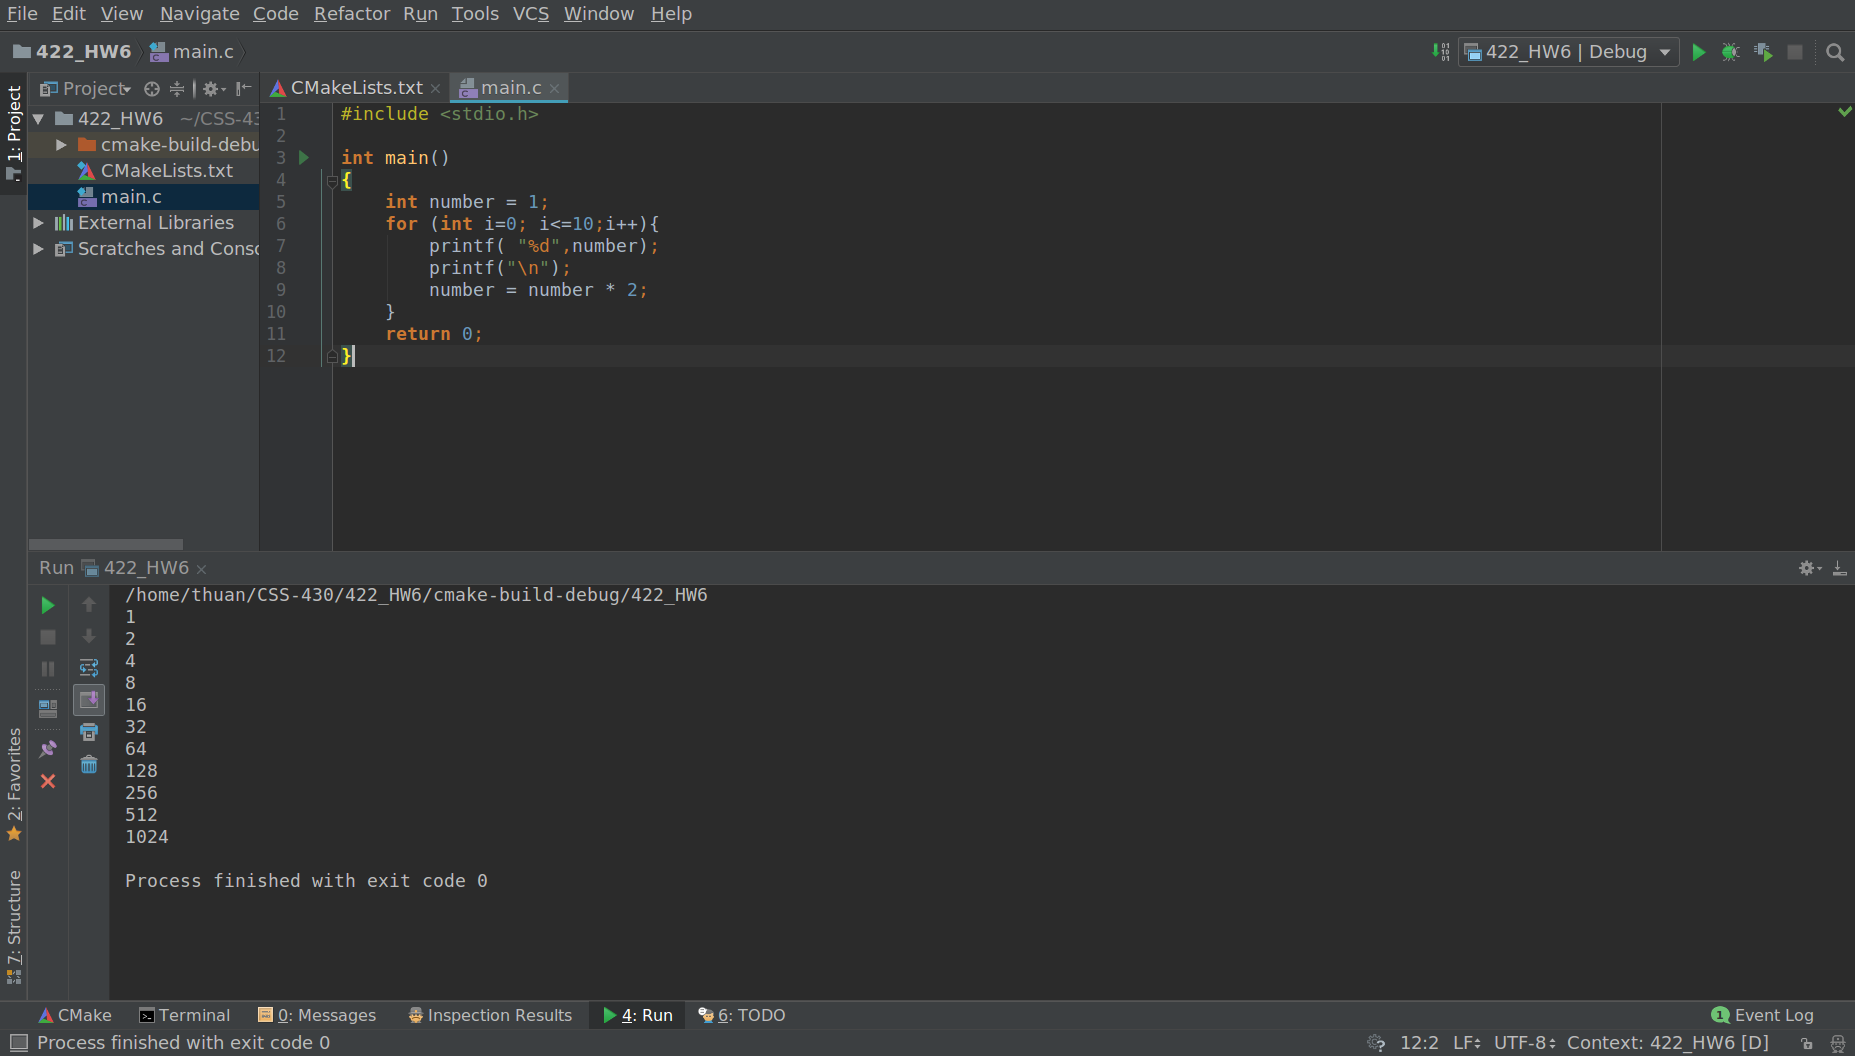 File Edit View Navigate Code Refactor Run Tools VCS Window Help
422_HW6 main.c
422_HW6 | Debug
1: Project
Project
422_HW6 ~/CSS-43
cmake-build-debu
CMakeLists.txt
main.c
External Libraries
Scratches and Conso
CMakeLists.txt main.c
1 #include <stdio.h>
2
3 int main()
4 {
5     int number = 1;
6     for (int i=0; i<=10;i++){
7         printf( "%d",number);
8         printf("\n");
9         number = number * 2;
10     }
11     return 0;
12 }
Run 422_HW6
/home/thuan/CSS-430/422_HW6/cmake-build-debug/422_HW6
1
2
4
8
16
32
64
128
256
512
1024
Process finished with exit code 0
2: Favorites
7: Structure
CMake Terminal 0: Messages Inspection Results 4: Run 6: TODO 1 Event Log
Process finished with exit code 0 12:2 LF UTF-8 Context: 422_HW6 [D]